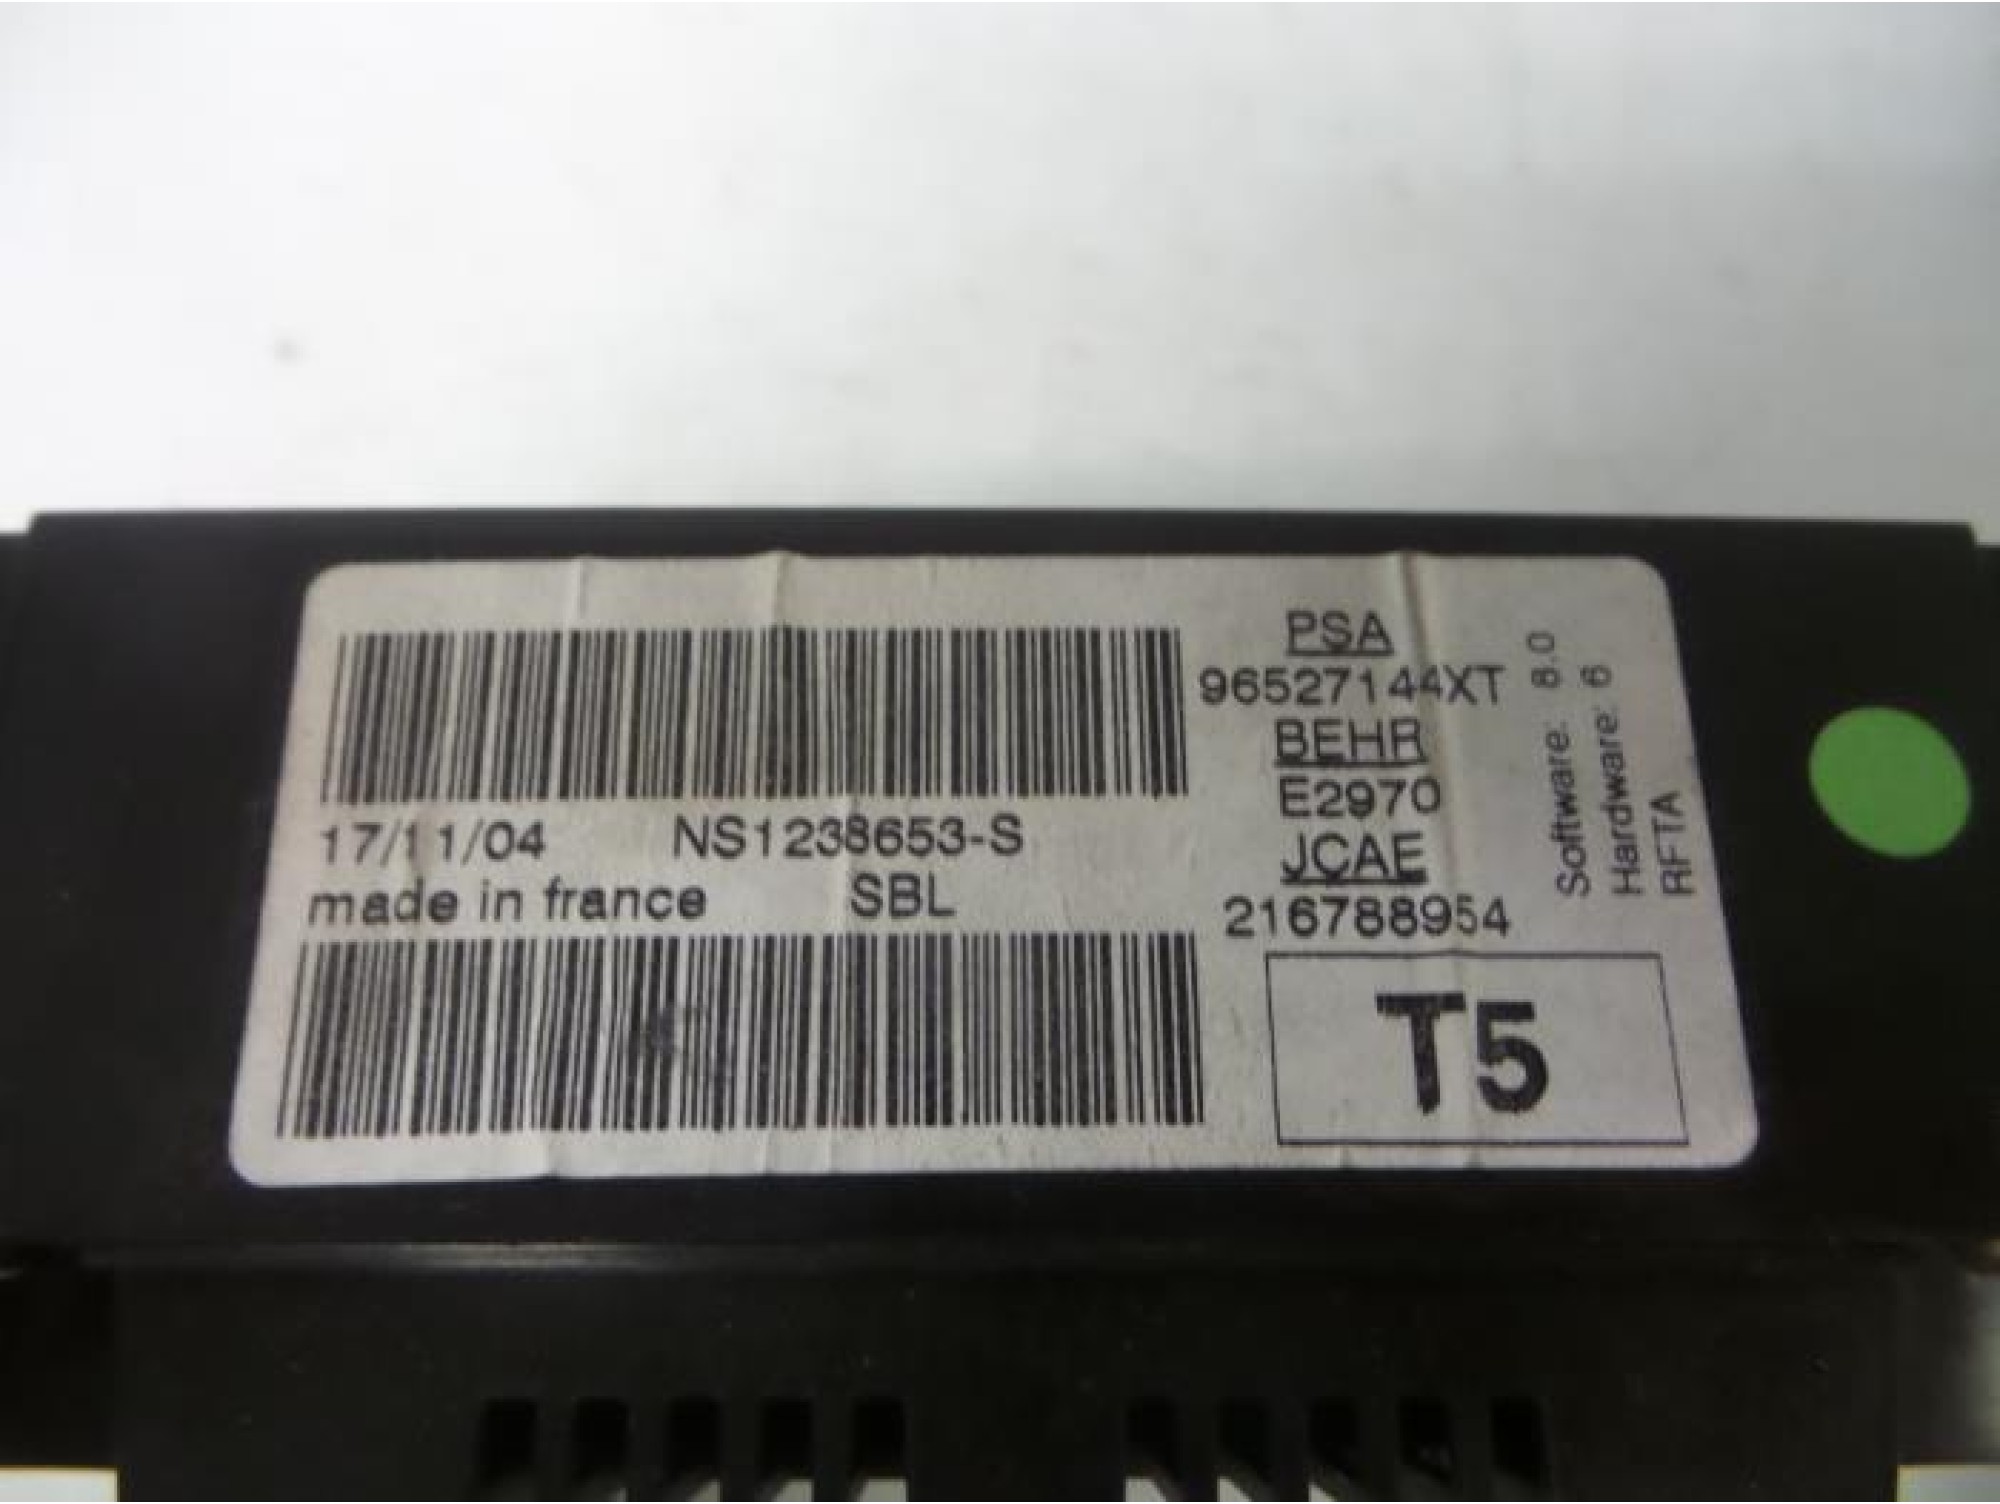 PSA
96527144XT
BEHR
E2970
JCAE
216788954
T5
17/11/04 NS1238653-S
made in france SBL
Software: 8.0
Hardware: 6
RFTA